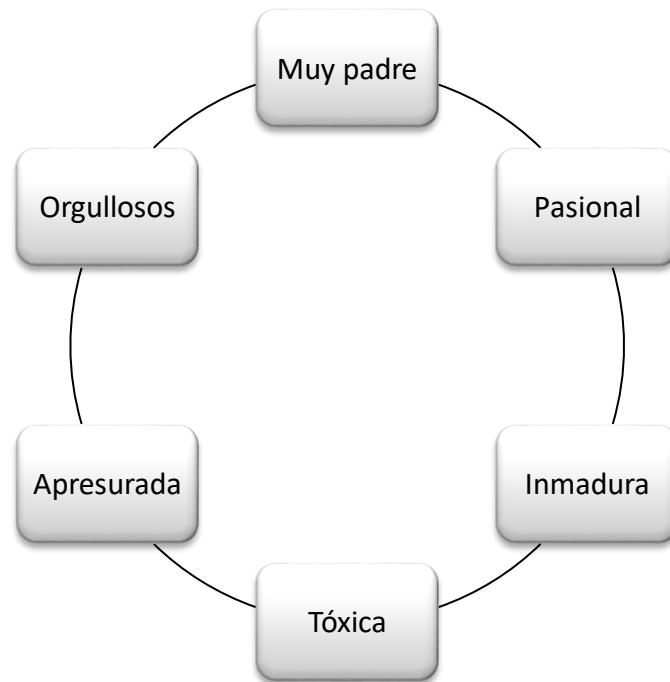 Muy padre
Orgullosos
Pasional
Apresurada
Inmadura
Tóxica